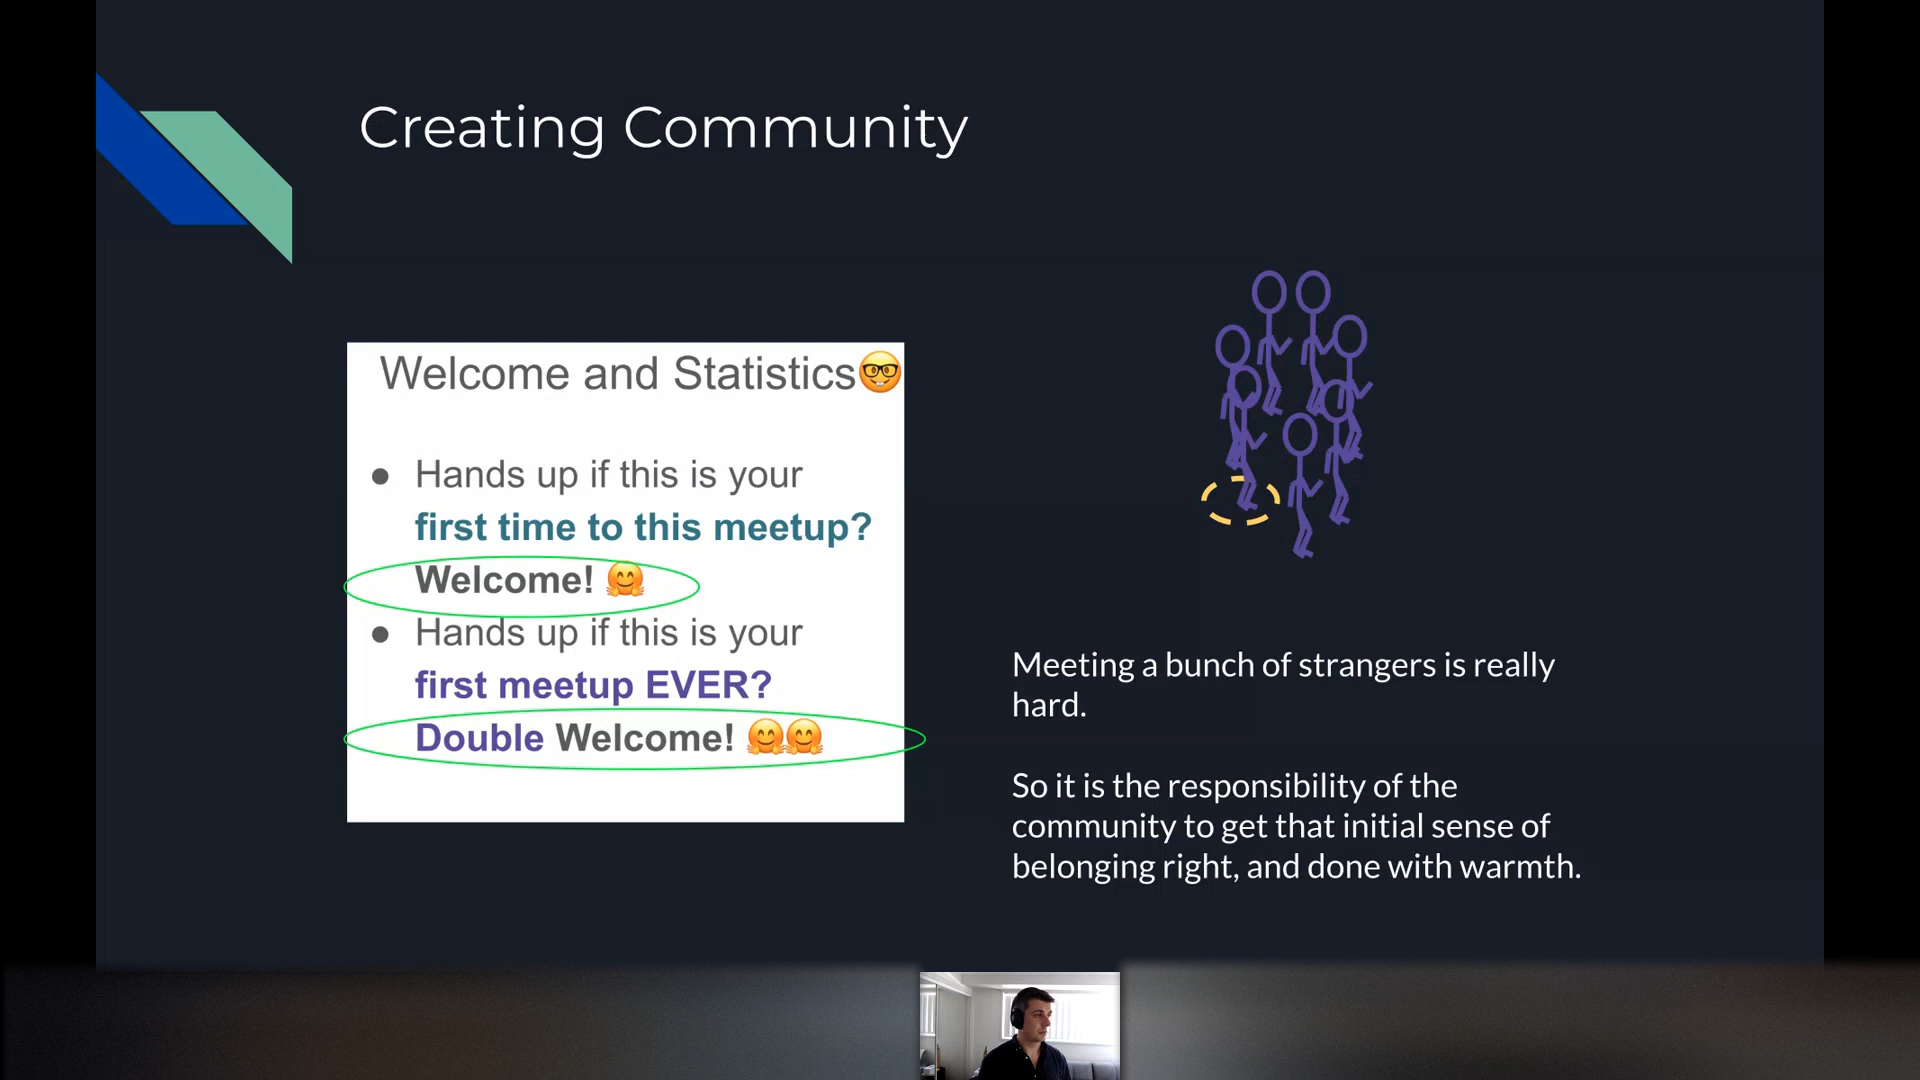 Creating Community
Welcome and Statistics🤓
● Hands up if this is your
first time to this meetup?
Welcome! 🤗
● Hands up if this is your
first meetup EVER?
Double Welcome! 🤗🤗
Meeting a bunch of strangers is really
hard.
So it is the responsibility of the
community to get that initial sense of
belonging right, and done with warmth.